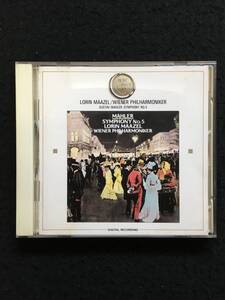 LORIN MAAZEL/WIENER PHILHARMONIKER
GUSTAV MAHLER: SYMPHONY NO.5
MAHLER
SYMPHONY No.5
LORIN MAAZEL
WIENER PHILHARMONIKER
DIGITAL RECORDING